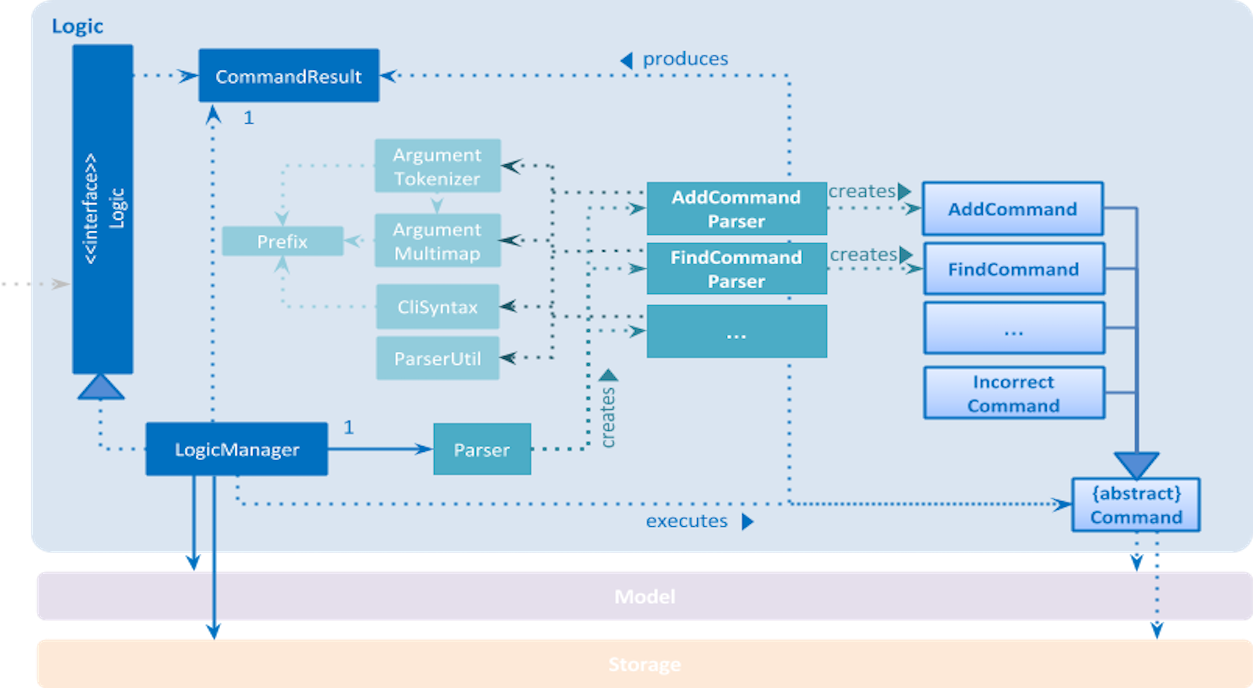 Logic
produces
CommandResult
1
<<interface>>
Logic
Argument
Tokenizer
AddCommand
Parser
creates
AddCommand
Prefix
Argument
Multimap
FindCommand
Parser
creates
FindCommand
CliSyntax
...
...
ParserUtil
Incorrect
Command
creates
LogicManager
1
Parser
{abstract}
Command
executes
Model
Storage